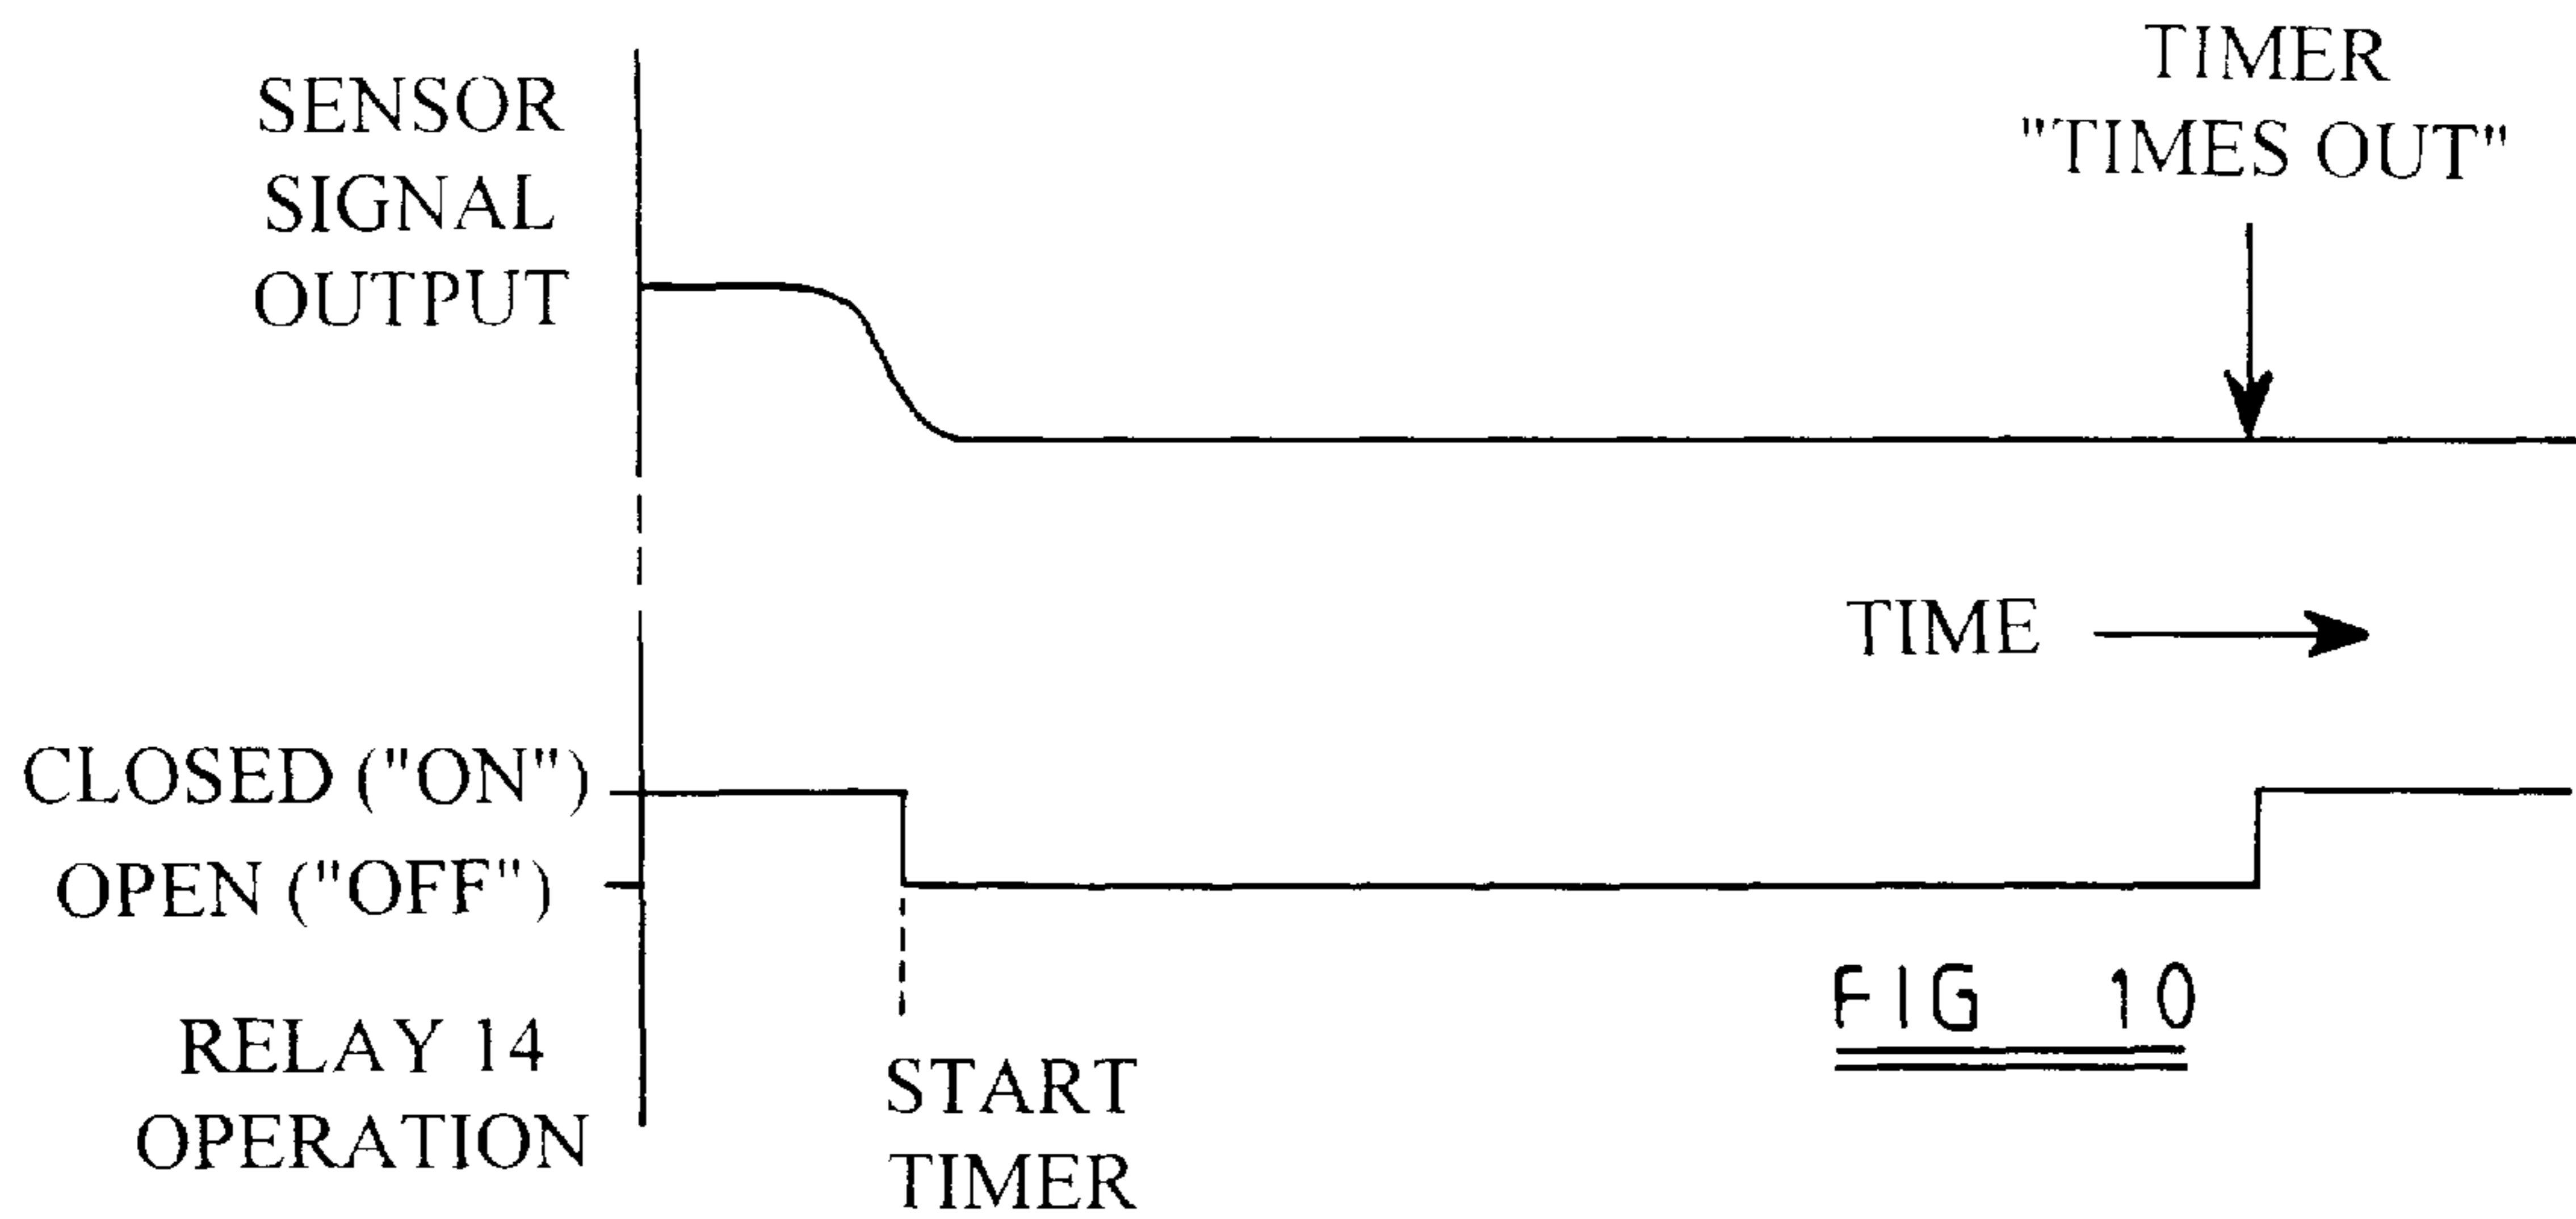 SENSOR
SIGNAL
OUTPUT
TIMER
"TIMES OUT"
TIME
CLOSED ("ON")
OPEN ("OFF")
RELAY 14
OPERATION
START
TIMER
FIG 10